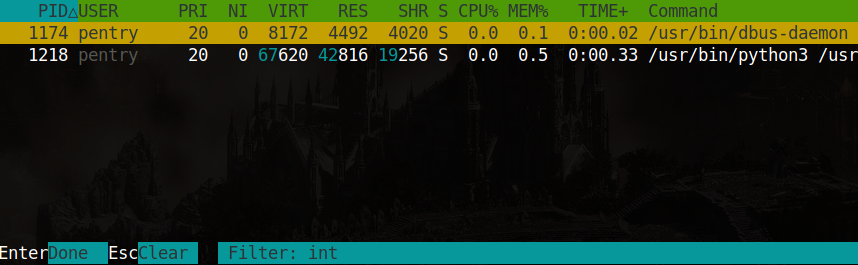 PID△USER PRI NI VIRT RES SHR S CPU% MEM% TIME+ Command
1174 pentry 20 0 8172 4492 4020 S 0.0 0.1 0:00.02 /usr/bin/dbus-daemon
1218 pentry 20 0 67620 42816 19256 S 0.0 0.5 0:00.33 /usr/bin/python3 /usr
EnterDone EscClear Filter: int